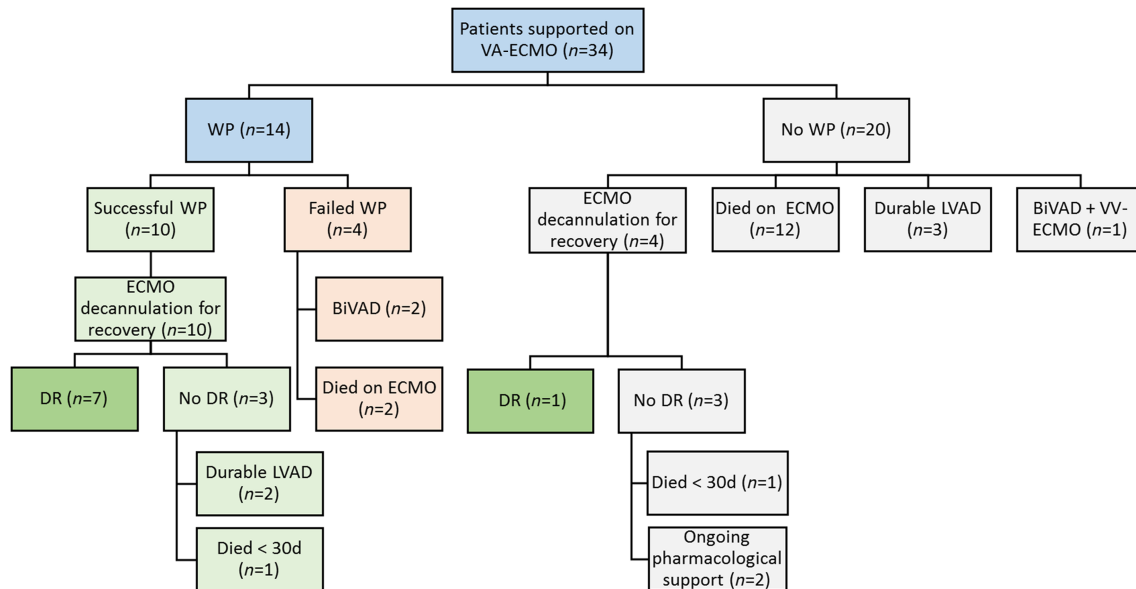 Patients supported on
VA-ECMO (n=34)
WP (n=14)
No WP (n=20)
Successful WP
(n=10)
Failed WP
(n=4)
ECMO
decannulation for
recovery (n=4)
Died on ECMO
(n=12)
Durable LVAD
(n=3)
BiVAD + VV-
ECMO (n=1)
ECMO
decannulation for
recovery (n=10)
BiVAD (n=2)
DR (n=7)
No DR (n=3)
Died on ECMO
(n=2)
DR (n=1)
No DR (n=3)
Durable LVAD
(n=2)
Died < 30d
(n=1)
Died < 30d (n=1)
Ongoing
pharmacological
support (n=2)